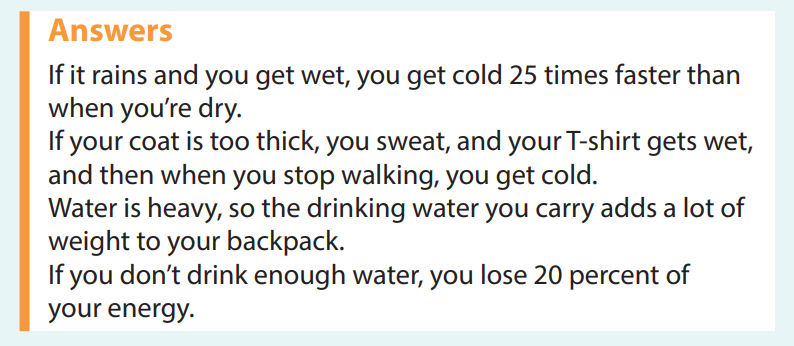 Answers
If it rains and you get wet, you get cold 25 times faster than
when you’re dry.
If your coat is too thick, you sweat, and your T-shirt gets wet,
and then when you stop walking, you get cold.
Water is heavy, so the drinking water you carry adds a lot of
weight to your backpack.
If you don’t drink enough water, you lose 20 percent of
your energy.